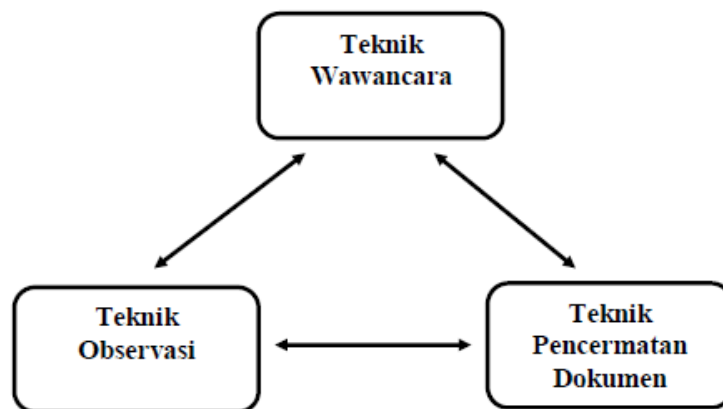 Teknik
Wawancara
Teknik
Observasi
Teknik
Pencermatan
Dokumen